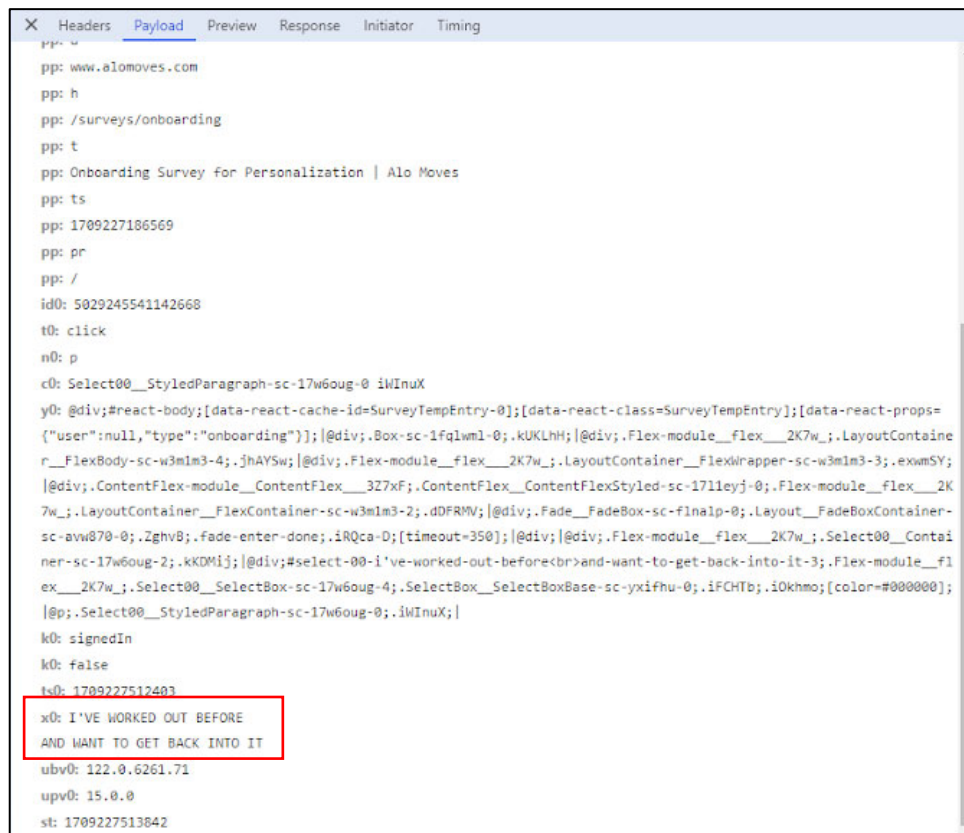 Headers Payload Preview Response Initiator Timing
pp: www.alomoves.com
pp: h
pp: /surveys/onboarding
pp: t
pp: Onboarding Survey for Personalization | Alo Moves
pp: ts
pp: 1709227186569
pp: pr
pp: /
id0: 5029245541142668
t0: click
n0: p
c0: Select00__StyledParagraph-sc-17w6oug-0 iWInuX
y0: @div;#react-body;[data-react-cache-id=SurveyTempEntry-0];[data-react-class=SurveyTempEntry];[data-react-props=
{"user":null,"type":"onboarding"}];|@div;.Box-sc-1fqlwml-0;.kUKLhH;|@div;.Flex-module__flex___2K7w_;.LayoutContaine
r__FlexBody-sc-w3m1m3-4;.jhAYSw;|@div;.Flex-module__flex___2K7w_;.LayoutContainer__FlexWrapper-sc-w3m1m3-3;.exwmSY;
|@div;.ContentFlex-module__ContentFlex___3Z7xF;.ContentFlex__ContentFlexStyled-sc-17l1eyj-0;.Flex-module__flex___2K
7w_;.LayoutContainer__FlexContainer-sc-w3m1m3-2;.dDFRMV;|@div;.Fade__FadeBox-sc-flnalp-0;.Layout__FadeBoxContainer-
sc-avw870-0;.ZghvB;.fade-enter-done;.iRQca-D;[timeout=350];|@div;|@div;.Flex-module__flex___2K7w_;.Select00__Contai
ner-sc-17w6oug-2;.kKDMij;|@div;#select-00-i've-worked-out-before<br>and-want-to-get-back-into-it-3;.Flex-module__fl
ex___2K7w_;.Select00__SelectBox-sc-17w6oug-4;.SelectBox__SelectBoxBase-sc-yxifhu-0;.iFCHTb;.iOkhmo;[color=#000000];
|@p;.Select00__StyledParagraph-sc-17w6oug-0;.iWInuX;|
k0: signedIn
k0: false
ts0: 1709227512403
x0: I'VE WORKED OUT BEFORE
AND WANT TO GET BACK INTO IT
ubv0: 122.0.6261.71
upv0: 15.0.0
st: 1709227513842